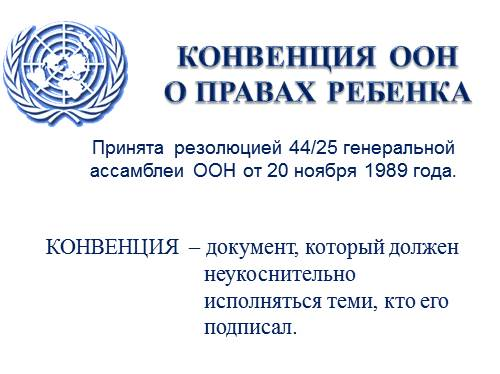 КОНВЕНЦИЯ ООН
О ПРАВАХ РЕБЕНКА
Принята резолюцией 44/25 генеральной
ассамблеи ООН от 20 ноября 1989 года.
КОНВЕНЦИЯ – документ, который должен
неукоснительно
исполняться теми, кто его
подписал.